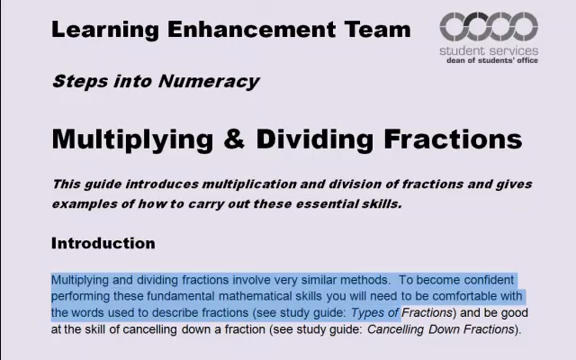 Learning Enhancement Team
student services
dean of students' office
Steps into Numeracy
Multiplying & Dividing Fractions
This guide introduces multiplication and division of fractions and gives
examples of how to carry out these essential skills.
Introduction
Multiplying and dividing fractions involve very similar methods. To become confident
performing these fundamental mathematical skills you will need to be comfortable with
the words used to describe fractions (see study guide: Types of Fractions) and be good
at the skill of cancelling down a fraction (see study guide: Cancelling Down Fractions).